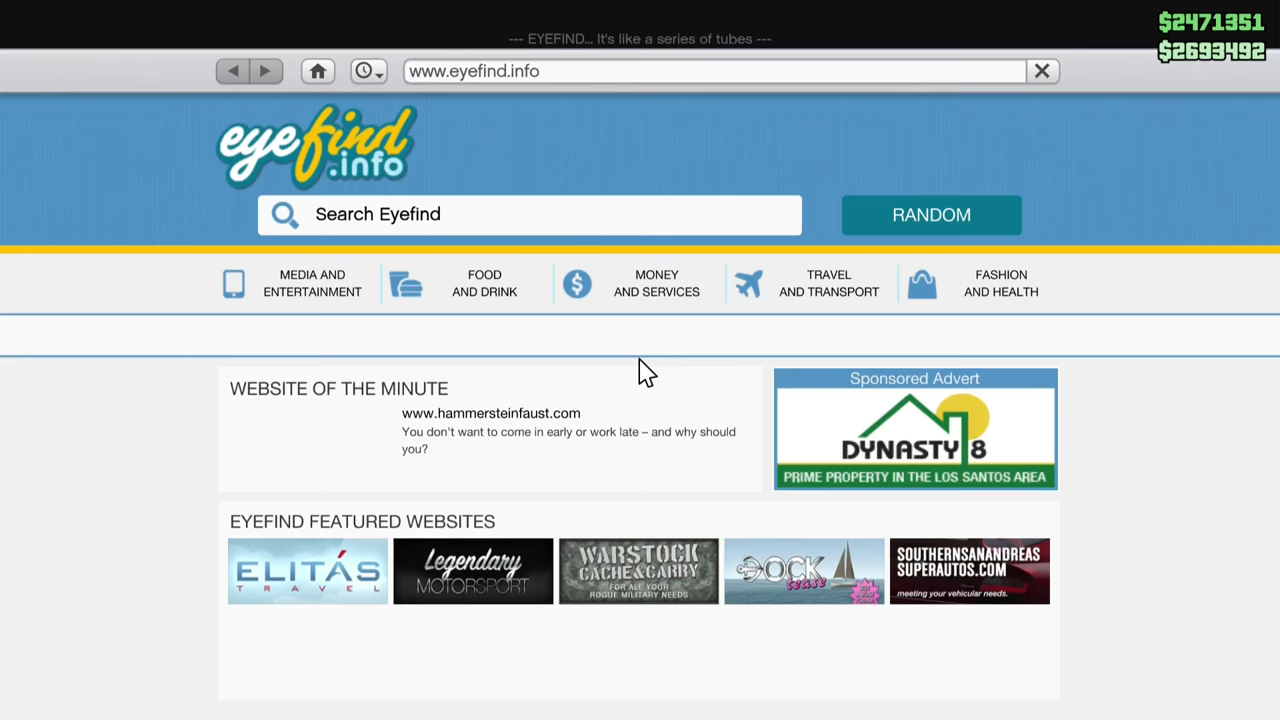 $2471351
--- EYEFIND... It's like a series of tubes ---
$2693492
www.eyefind.info
eyefind
.info
Search Eyefind
RANDOM
MEDIA AND
ENTERTAINMENT
FOOD
AND DRINK
MONEY
AND SERVICES
TRAVEL
AND TRANSPORT
FASHION
AND HEALTH
WEBSITE OF THE MINUTE
www.hammersteinfaust.com
You don't want to come in early or work late – and why should
you?
Sponsored Advert
DYNASTY 8
PRIME PROPERTY IN THE LOS SANTOS AREA
EYEFIND FEATURED WEBSITES
ELITÁS
TRAVEL
Legendary
MOTORSPORT
WARSTOCK
CACHE&CARRY
FOR ALL YOUR
ROGUE MILITARY NEEDS
DOCK
tease
SOUTHERNSANANDREAS
SUPERAUTOS.COM
meeting your vehicular needs.